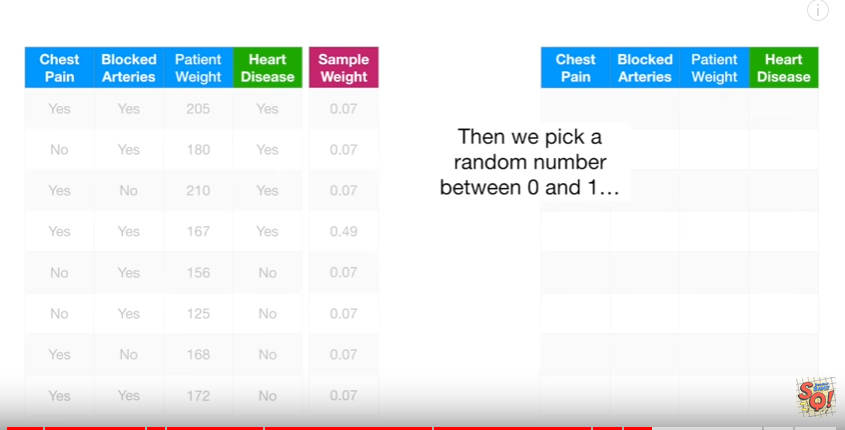 Chest Pain Blocked Arteries Patient Weight Heart Disease Sample Weight
Yes Yes 205 Yes 0.07
No Yes 180 Yes 0.07
Yes No 210 Yes 0.07
Yes Yes 167 Yes 0.49
No Yes 156 No 0.07
No Yes 125 No 0.07
Yes No 168 No 0.07
Yes Yes 172 No 0.07
Then we pick a
random number
between 0 and 1…
Chest Pain Blocked Arteries Patient Weight Heart Disease
SQ!